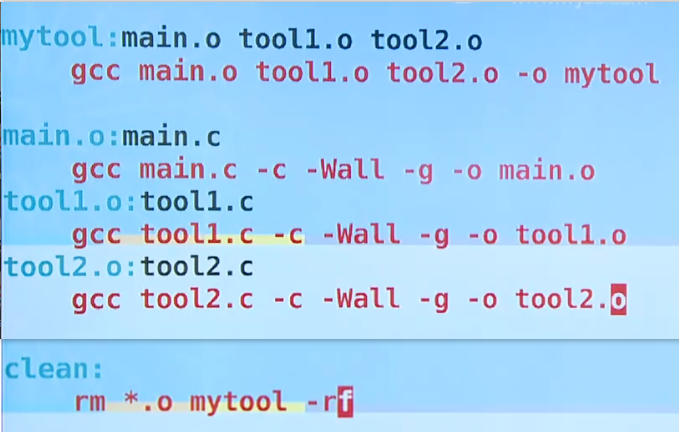 mytool:main.o tool1.o tool2.o
gcc main.o tool1.o tool2.o -o mytool
main.o:main.c
gcc main.c -c -Wall -g -o main.o
tool1.o:tool1.c
gcc tool1.c -c -Wall -g -o tool1.o
tool2.o:tool2.c
gcc tool2.c -c -Wall -g -o tool2.o
clean:
rm *.o mytool -rf